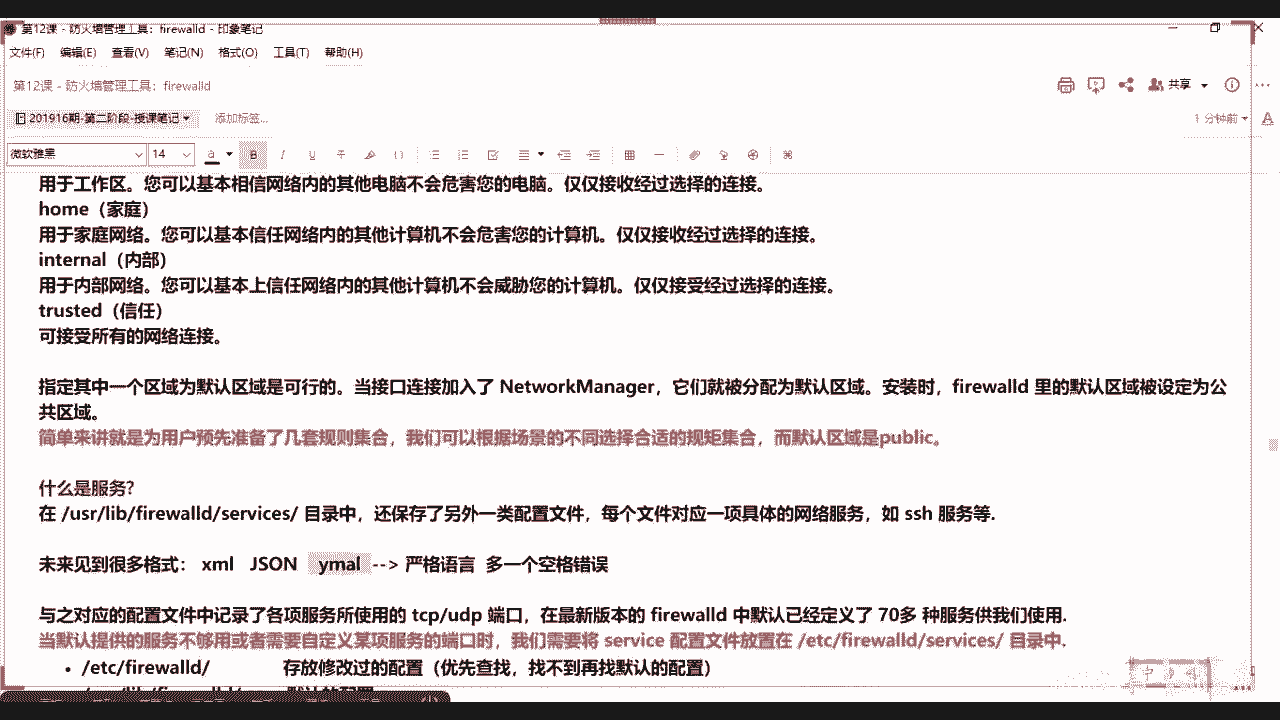 第12课 - 防火墙管理工具：firewalld - 印象笔记
文件(F) 编辑(E) 查看(V) 笔记(N) 格式(O) 工具(T) 帮助(H)
第12课 - 防火墙管理工具：firewalld
共享
201916期-第二阶段-授课笔记 添加标签...
1 分钟前
微软雅黑 14
用于工作区。您可以基本相信网络内的其他电脑不会危害您的电脑。仅仅接收经过选择的连接。
home（家庭）
用于家庭网络。您可以基本信任网络内的其他计算机不会危害您的计算机。仅仅接收经过选择的连接。
internal（内部）
用于内部网络。您可以基本上信任网络内的其他计算机不会威胁您的计算机。仅仅接受经过选择的连接。
trusted（信任）
可接受所有的网络连接。
指定其中一个区域为默认区域是可行的。当接口连接加入了 NetworkManager，它们就被分配为默认区域。安装时，firewalld 里的默认区域被设定为公
共区域。
简单来讲就是为用户预先准备了几套规则集合，我们可以根据场景的不同选择合适的规矩集合，而默认区域是public。
什么是服务?
在 /usr/lib/firewalld/services/ 目录中，还保存了另外一类配置文件，每个文件对应一项具体的网络服务，如 ssh 服务等.
未来见到很多格式： xml JSON ymal --> 严格语言 多一个空格错误
与之对应的配置文件中记录了各项服务所使用的 tcp/udp 端口，在最新版本的 firewalld 中默认已经定义了 70多 种服务供我们使用.
当默认提供的服务不够用或者需要自定义某项服务的端口时，我们需要将 service 配置文件放置在 /etc/firewalld/services/ 目录中.
• /etc/firewalld/ 存放修改过的配置（优先查找，找不到再找默认的配置）